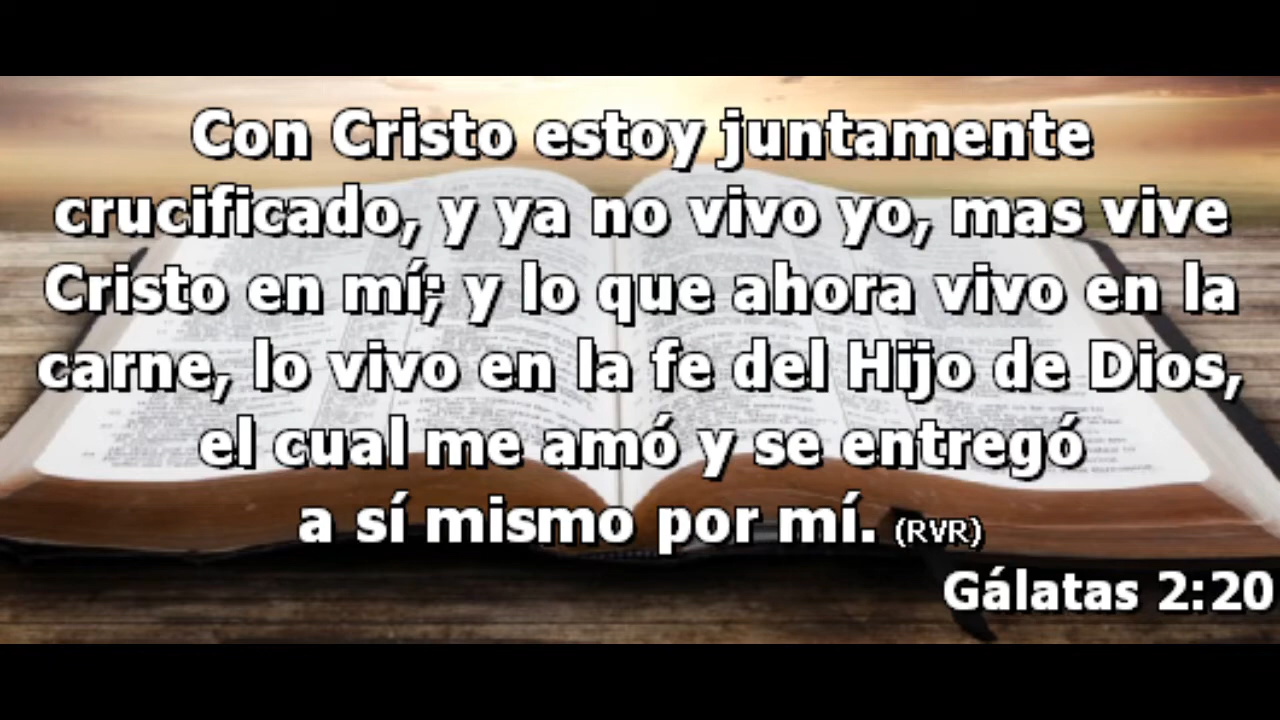 Con Cristo estoy juntamente
crucificado, y ya no vivo yo, mas vive
Cristo en mí; y lo que ahora vivo en la
carne, lo vivo en la fe del Hijo de Dios,
el cual me amó y se entregó
a sí mismo por mí. (RVR)
Gálatas 2:20